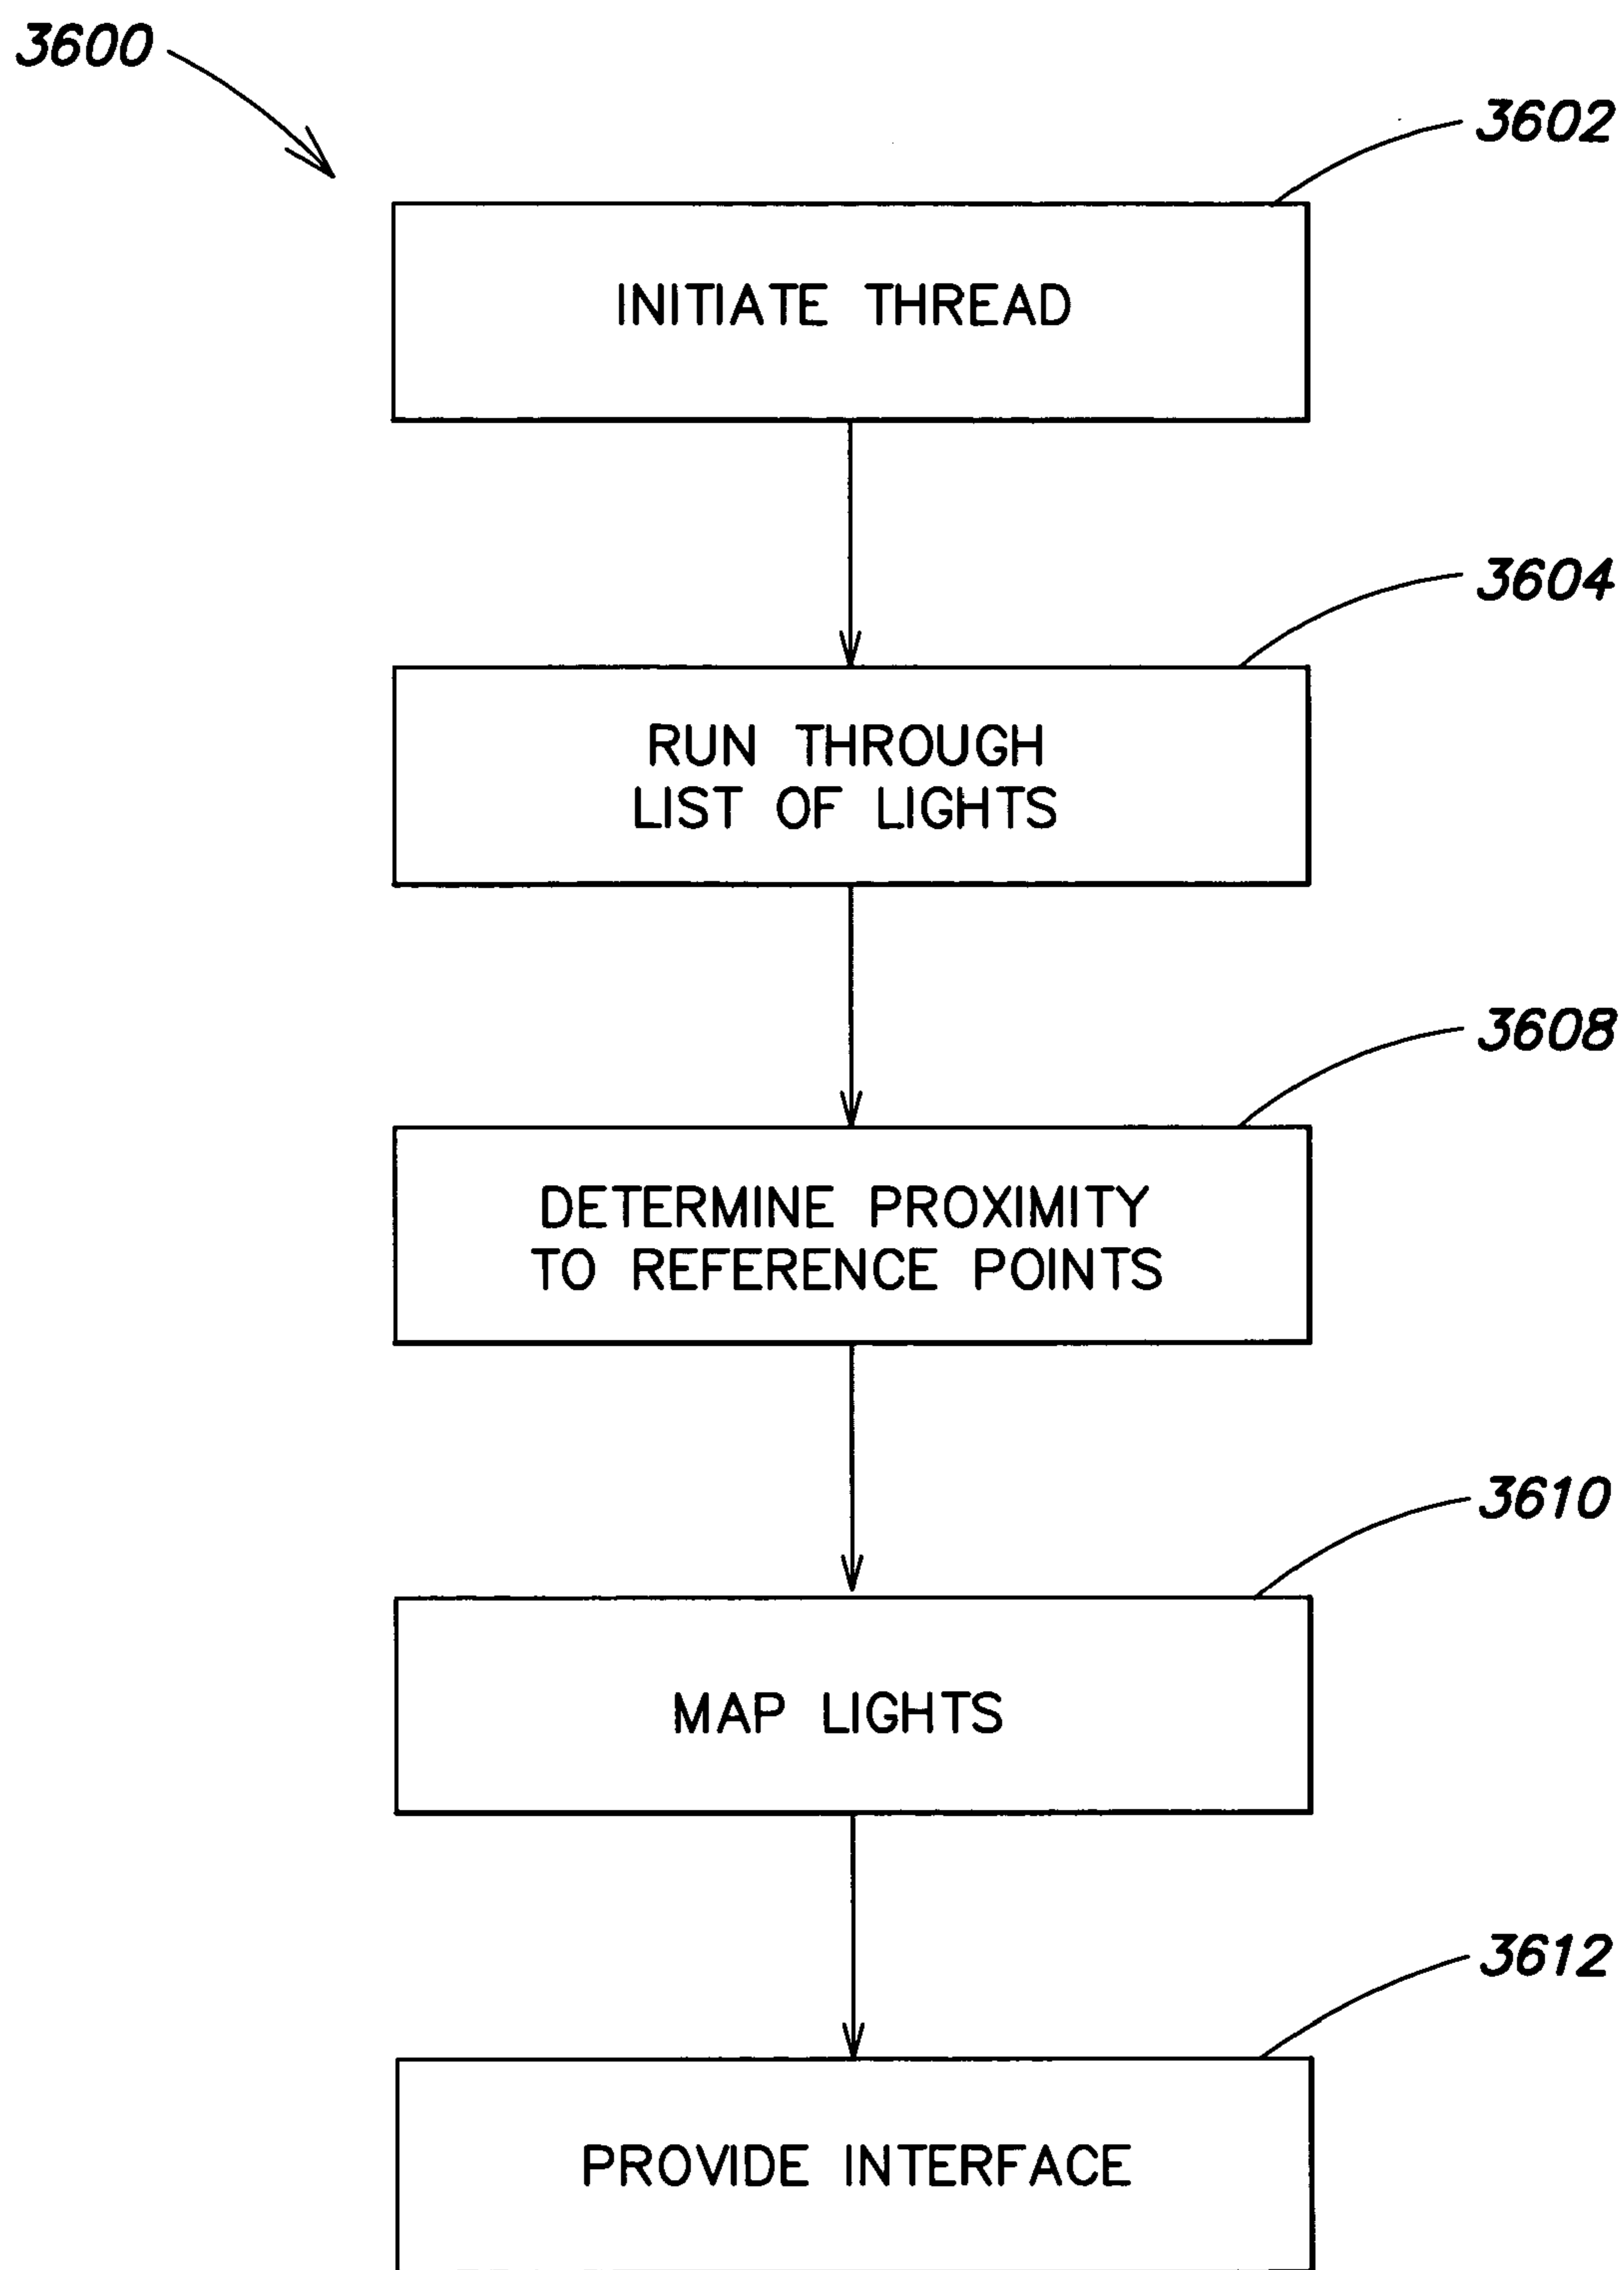 3600
3602
INITIATE THREAD
3604
RUN THROUGH
LIST OF LIGHTS
3608
DETERMINE PROXIMITY
TO REFERENCE POINTS
3610
MAP LIGHTS
3612
PROVIDE INTERFACE